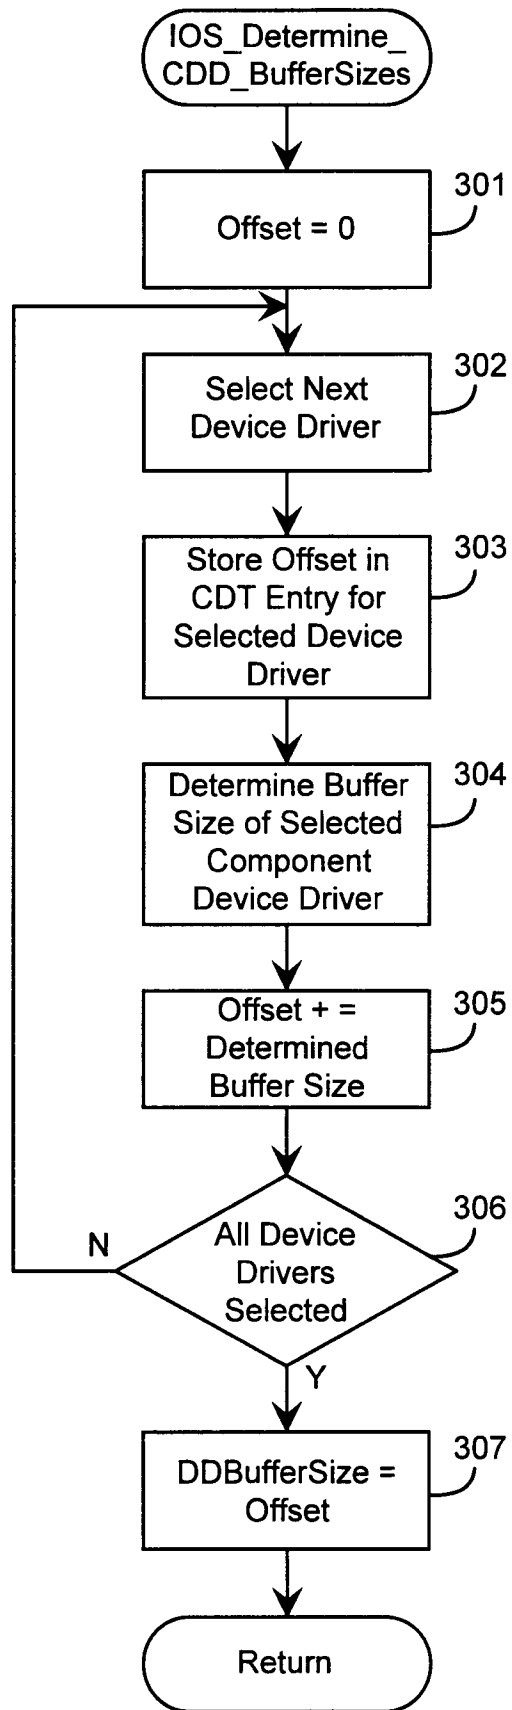 IOS_Determine_
CDD_BufferSizes
301
Offset = 0
302
Select Next
Device Driver
303
Store Offset in
CDT Entry for
Selected Device
Driver
304
Determine Buffer
Size of Selected
Component
Device Driver
305
Offset + =
Determined
Buffer Size
306
N
All Device
Drivers
Selected
Y
307
DDBufferSize =
Offset
Return